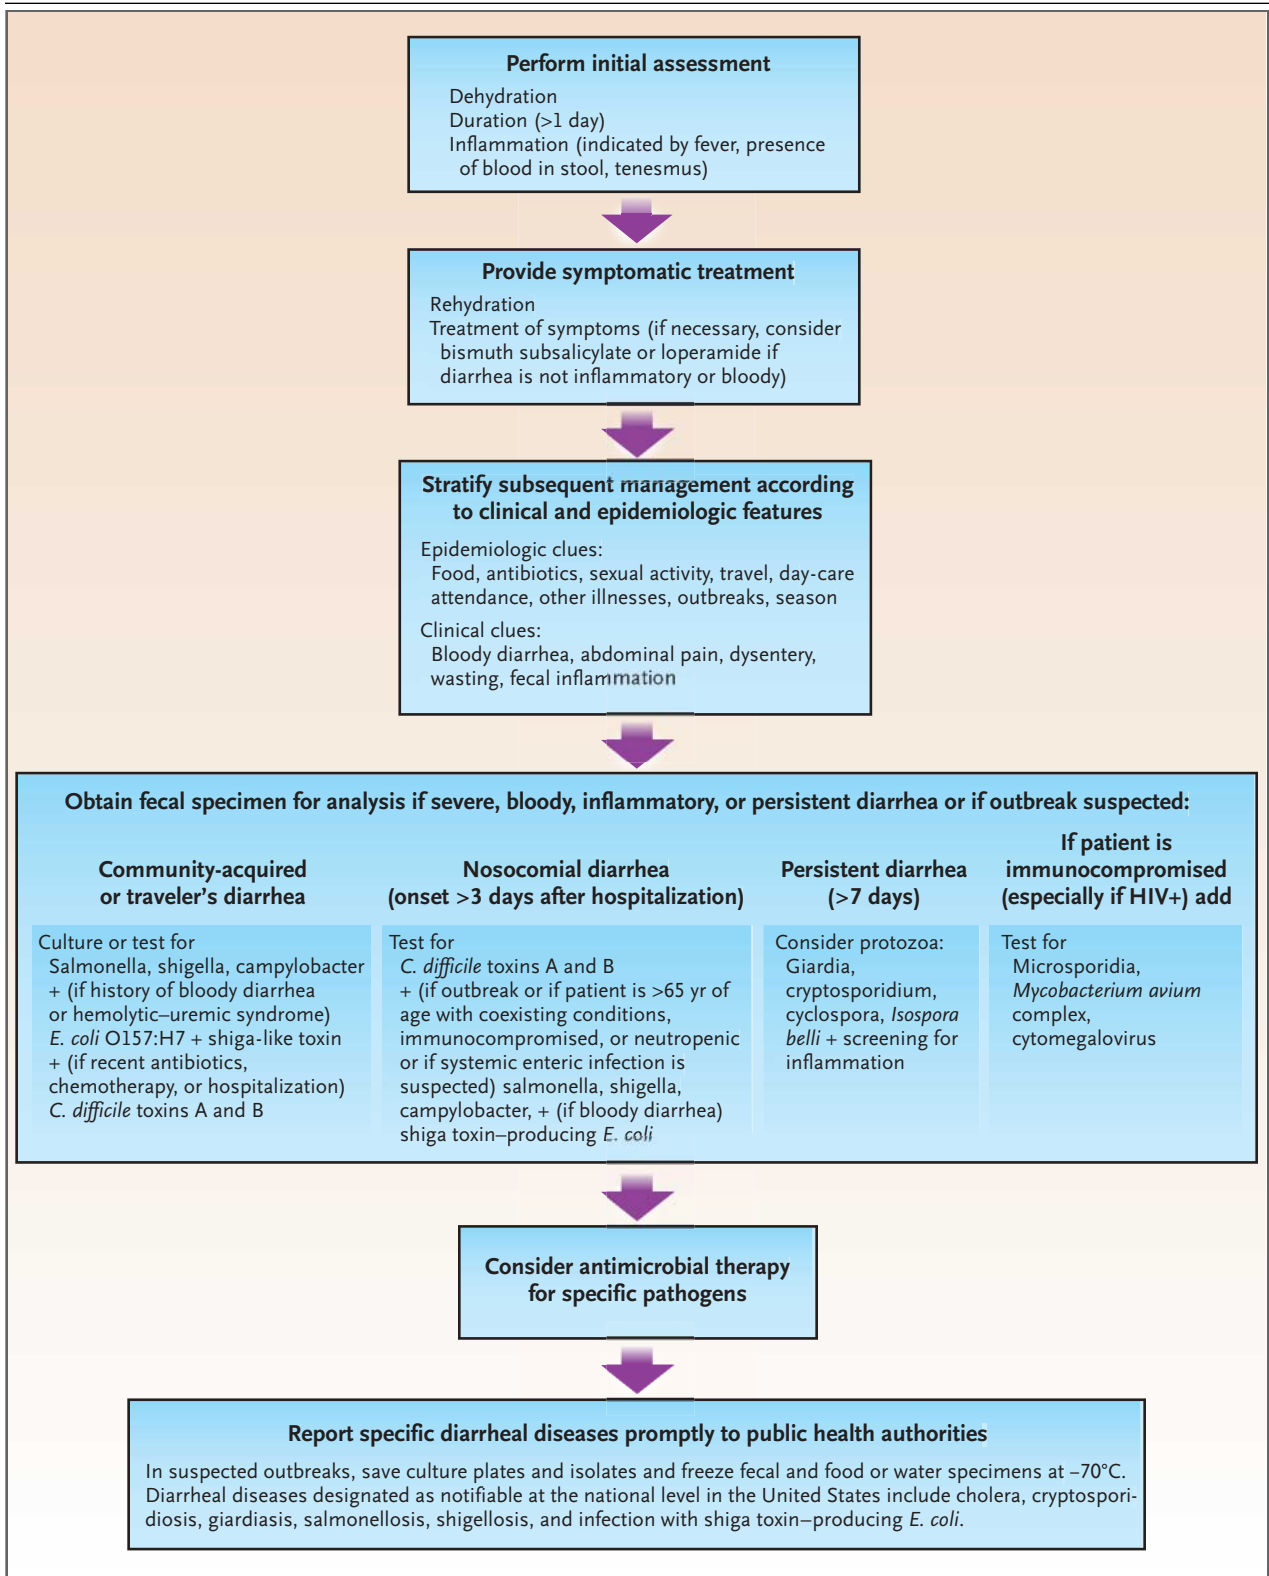 Perform initial assessment
Dehydration
Duration (>1 day)
Inflammation (indicated by fever, presence
of blood in stool, tenesmus)
Provide symptomatic treatment
Rehydration
Treatment of symptoms (if necessary, consider
bismuth subsalicylate or loperamide if
diarrhea is not inflammatory or bloody)
Stratify subsequent management according
to clinical and epidemiologic features
Epidemiologic clues:
Food, antibiotics, sexual activity, travel, day-care
attendance, other illnesses, outbreaks, season
Clinical clues:
Bloody diarrhea, abdominal pain, dysentery,
wasting, fecal inflammation
Obtain fecal specimen for analysis if severe, bloody, inflammatory, or persistent diarrhea or if outbreak suspected:
Community-acquired
or traveler's diarrhea
Culture or test for
Salmonella, shigella, campylobacter
+ (if history of bloody diarrhea
or hemolytic–uremic syndrome)
E. coli O157:H7 + shiga-like toxin
+ (if recent antibiotics,
chemotherapy, or hospitalization)
C. difficile toxins A and B
Nosocomial diarrhea
(onset >3 days after hospitalization)
Test for
C. difficile toxins A and B
+ (if outbreak or if patient is >65 yr of
age with coexisting conditions,
immunocompromised, or neutropenic
or if systemic enteric infection is
suspected) salmonella, shigella,
campylobacter, + (if bloody diarrhea)
shiga toxin–producing E. coli
Persistent diarrhea
(>7 days)
Consider protozoa:
Giardia,
cryptosporidium,
cyclospora, Isospora
belli + screening for
inflammation
If patient is
immunocompromised
(especially if HIV+) add
Test for
Microsporidia,
Mycobacterium avium
complex,
cytomegalovirus
Consider antimicrobial therapy
for specific pathogens
Report specific diarrheal diseases promptly to public health authorities
In suspected outbreaks, save culture plates and isolates and freeze fecal and food or water specimens at –70°C.
Diarrheal diseases designated as notifiable at the national level in the United States include cholera, cryptospori-
diosis, giardiasis, salmonellosis, shigellosis, and infection with shiga toxin–producing E. coli.